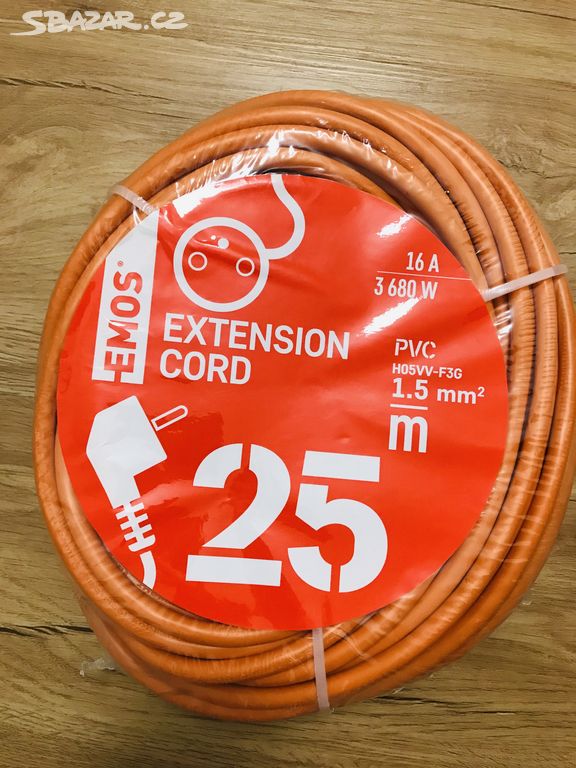 SBAZAR.CZ
EMOS®
EXTENSION
CORD
16 A
3 680 W
PVC
H05VV-F3G
1.5 mm²
m
25